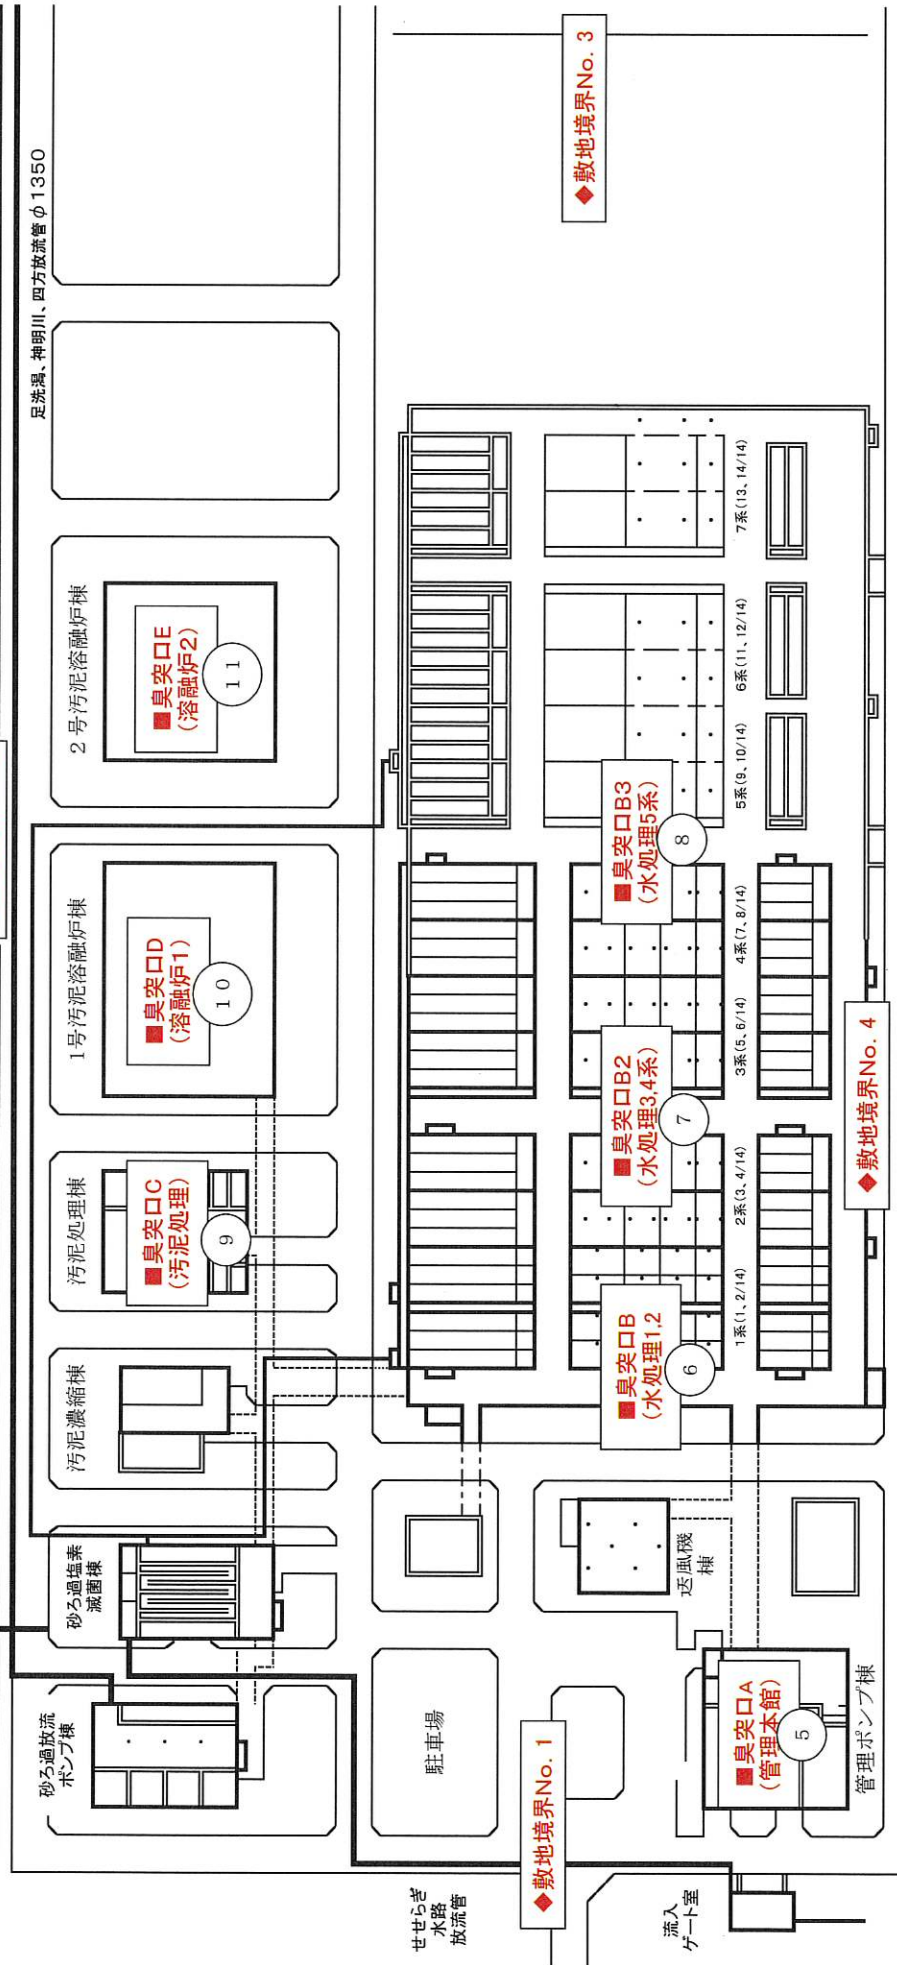 足洗潟、神明川、四方放流管φ1350
砂ろ過放流
ポンプ棟
砂ろ過塩素
滅菌棟
汚泥濃縮棟
汚泥処理棟
■臭突口C
(汚泥処理)
9
1号汚泥溶融炉棟
■臭突口D
(溶融炉1)
10
2号汚泥溶融炉棟
■臭突口E
(溶融炉2)
11
せせらぎ
水路
放流管
駐車場
◆敷地境界No. 1
◆敷地境界No. 3
流入
ゲート室
■臭突口A
(管理本館)
5
管理ポンプ棟
送風機
棟
■臭突口B
(水処理1,2
6
■臭突口B2
(水処理3,4系)
7
■臭突口B3
(水処理5系)
8
1系(1、2/14)
2系(3、4/14)
3系(5、6/14)
4系(7、8/14)
5系(9、10/14)
6系(11、12/14)
7系(13、14/14)
◆敷地境界No. 4